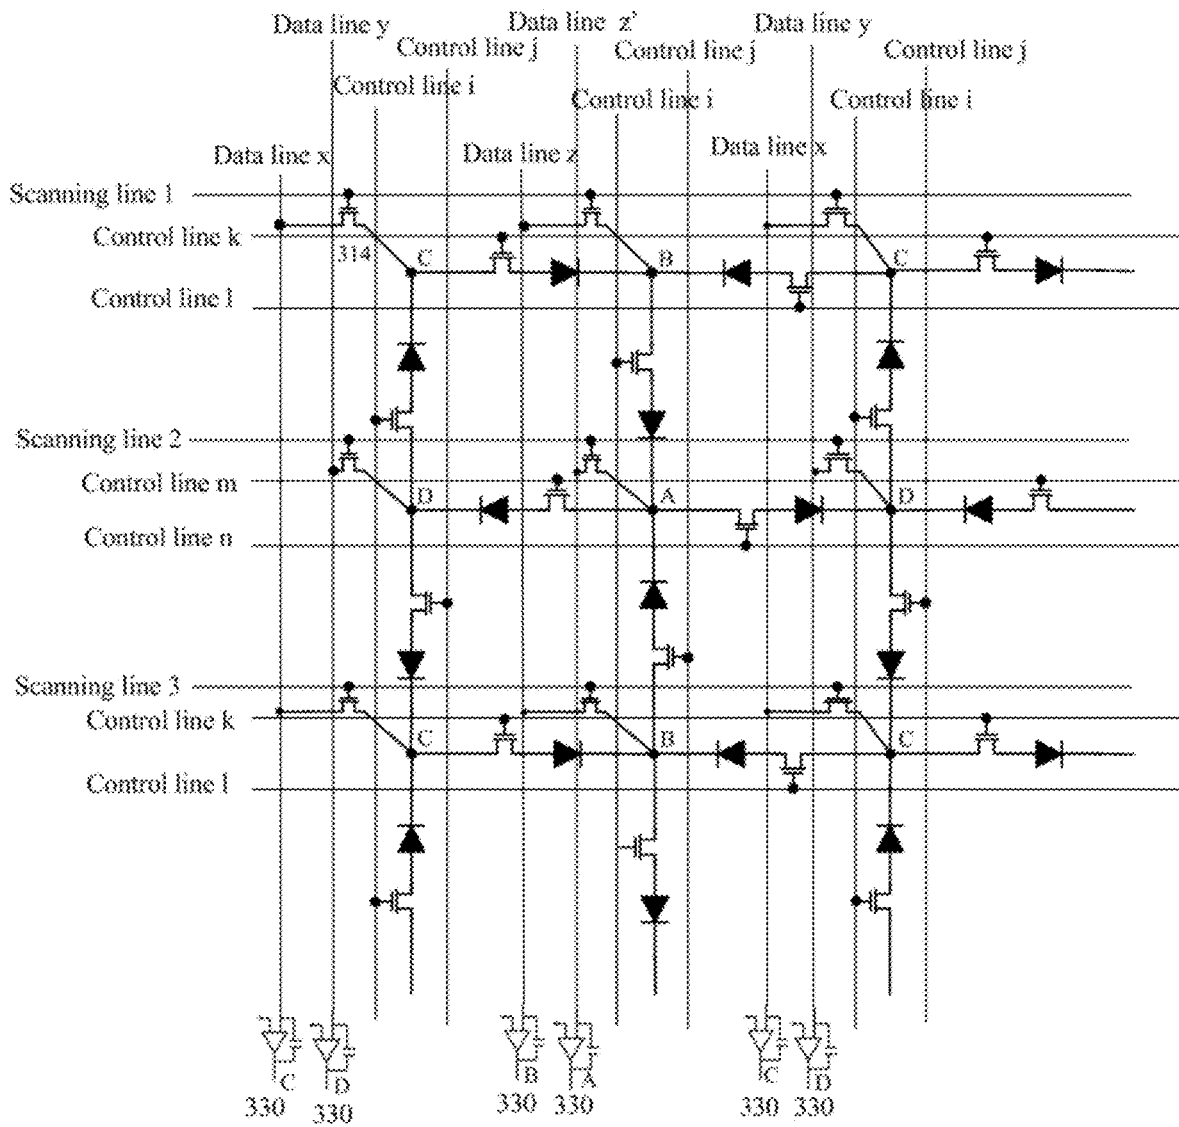 Data line y
Data line z'
Data line y
Control line j
Control line j
Control line j
Control line i
Control line i
Control line i
Data line x
Data line z
Data line x
Scanning line 1
Control line k
314
C
B
C
Control line l
Scanning line 2
Control line m
D
A
D
Control line n
Scanning line 3
Control line k
C
B
C
Control line l
C
D
B
A
C
D
330
330
330
330
330
330